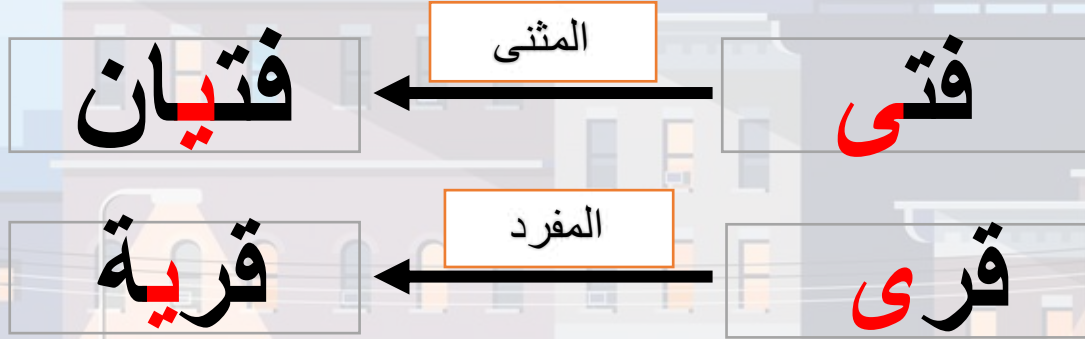 فتى المثنى فتيان
قرى المفرد قرية